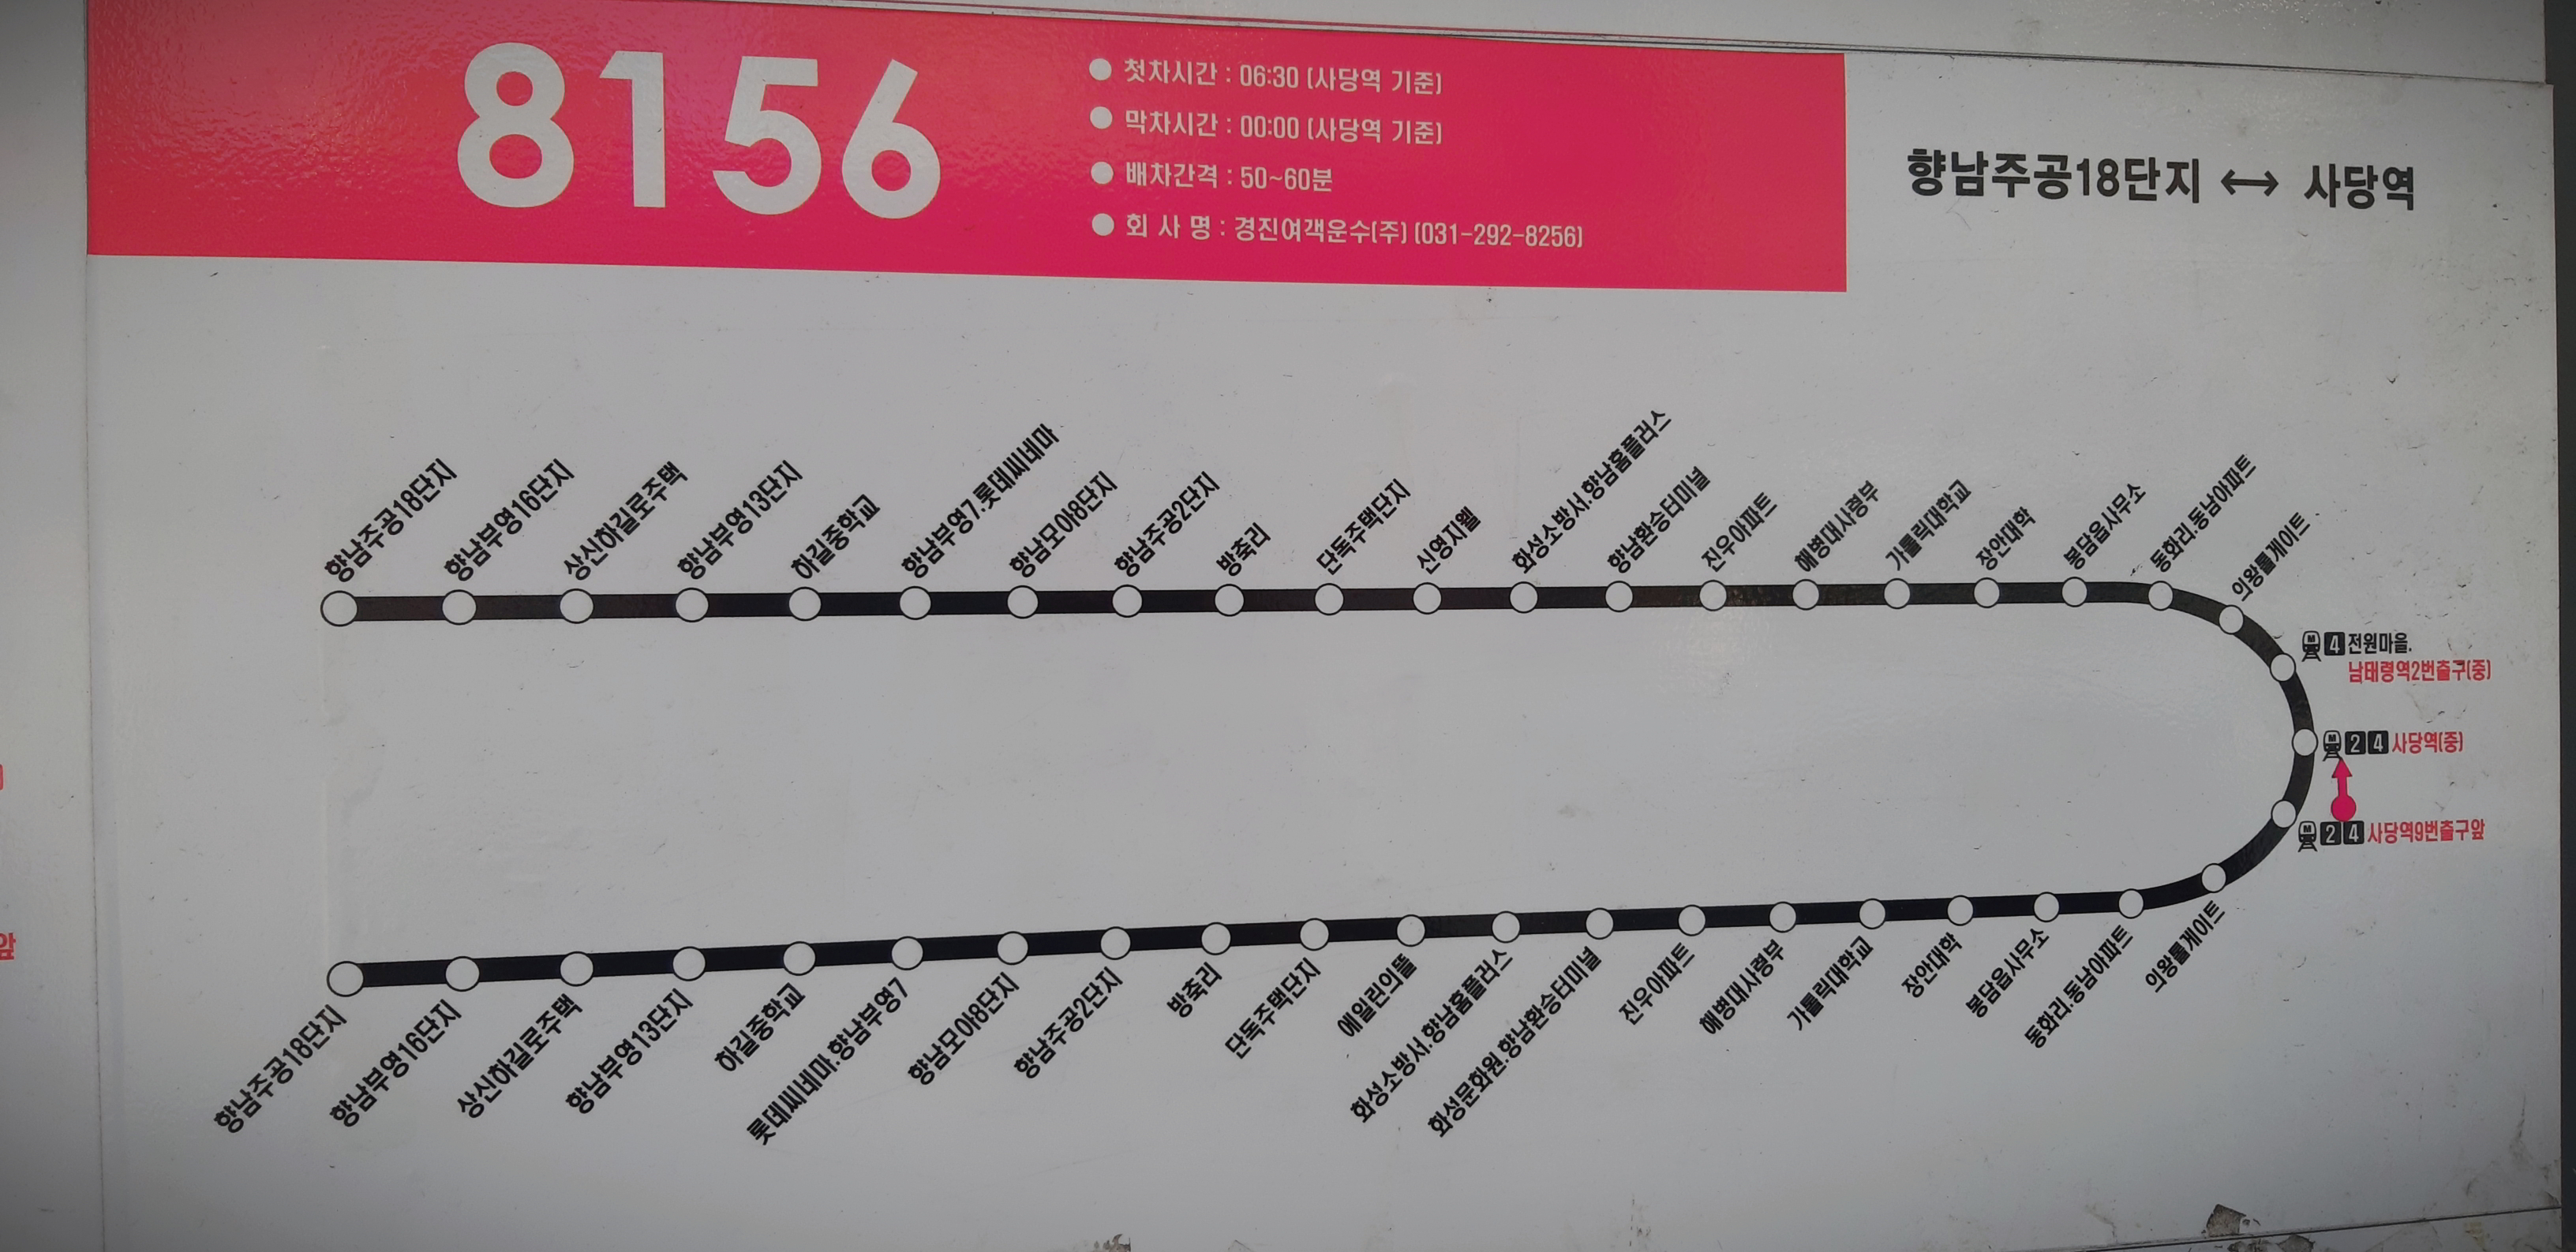 8156
첫차시간 : 06:30 (사당역 기준)
막차시간 : 00:00 (사당역 기준)
배차간격 : 50~60분
회 사 명 : 경진여객운수(주) (031-292-8256)
향남주공18단지 ↔ 사당역
향남주공18단지
향남부영16단지
상신하길로주택
향남부영13단지
하길중학교
향남부영7.롯데씨네마
향남모아8단지
향남주공2단지
방축리
단독주택단지
신영지웰
화성소방서.향남홈플러스
향남환승터미널
진우아파트
해병대사령부
가톨릭대학교
장안대학
봉담읍사무소
동화리.동남아파트
의왕톨게이트
4 전원마을.
남태령역2번출구(중)
2 4 사당역(중)
2 4 사당역9번출구앞
의왕톨게이트
동화리.동남아파트
봉담읍사무소
장안대학
가톨릭대학교
해병대사령부
진우아파트
화성문화원.향남환승터미널
화성소방서.향남홈플러스
에일린의뜰
단독주택단지
방축리
향남주공2단지
향남모아8단지
롯데씨네마.향남부영7
하길중학교
향남부영13단지
상신하길로주택
향남부영16단지
향남주공18단지
앞